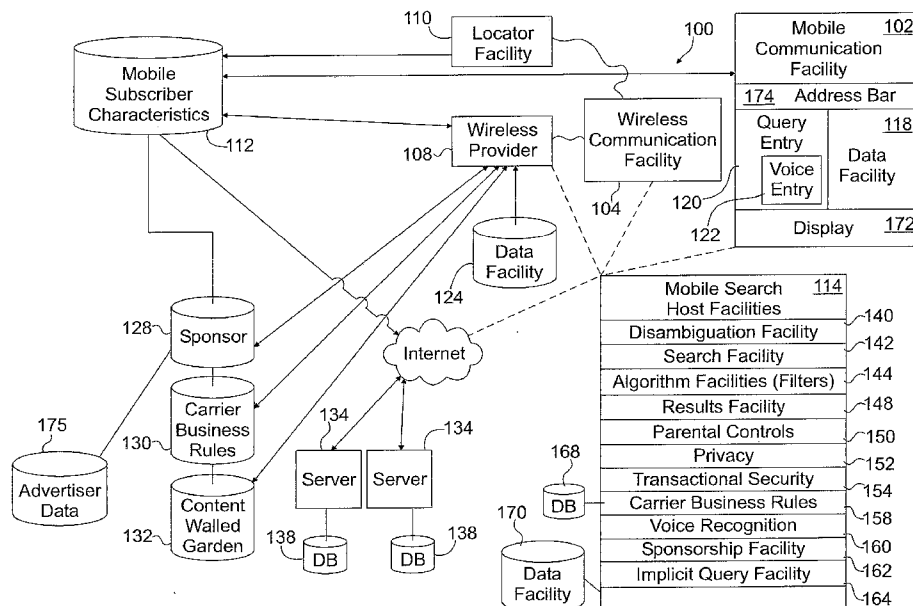 110
Locator
Facility
100
Mobile
Communication
Facility
102
174
Address Bar
Query
Entry
Voice
Entry
118
Data
Facility
120
122
Display
172
Mobile
Subscriber
Characteristics
112
Wireless
Provider
108
Wireless
Communication
Facility
104
Data
Facility
124
128
Sponsor
Internet
Carrier
Business
Rules
130
175
Advertiser
Data
Content
Walled
Garden
132
134
134
Server
Server
DB
DB
138
138
Mobile Search
Host Facilities
114
140
Disambiguation Facility
142
Search Facility
144
Algorithm Facilities (Filters)
148
Results Facility
150
Parental Controls
152
Privacy
154
Transactional Security
158
Carrier Business Rules
160
Voice Recognition
162
Sponsorship Facility
164
Implicit Query Facility
168
DB
170
Data
Facility